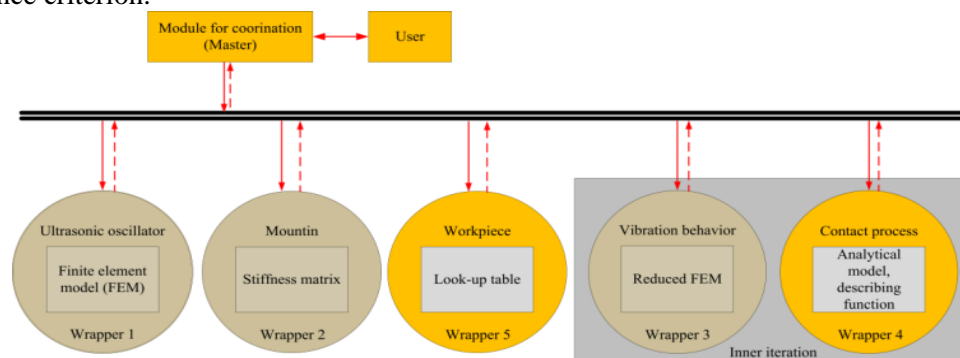 nce criterion.
Module for coorination
(Master)
User
Ultrasonic oscillator
Finite element
model (FEM)
Wrapper 1
Mountin
Stiffness matrix
Wrapper 2
Workpiece
Look-up table
Wrapper 5
Vibration behavior
Reduced FEM
Wrapper 3
Contact process
Analytical
model,
describing
function
Wrapper 4
Inner iteration